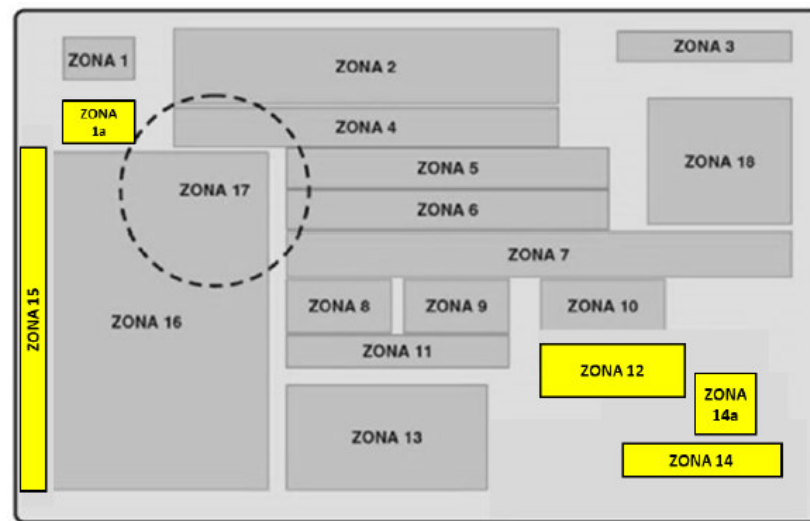 ZONA 1
ZONA 2
ZONA 3
ZONA
1a
ZONA 4
ZONA 5
ZONA 18
ZONA 17
ZONA 6
ZONA 7
ZONA 8
ZONA 9
ZONA 10
ZONA 15
ZONA 16
ZONA 11
ZONA 12
ZONA
14a
ZONA 13
ZONA 14